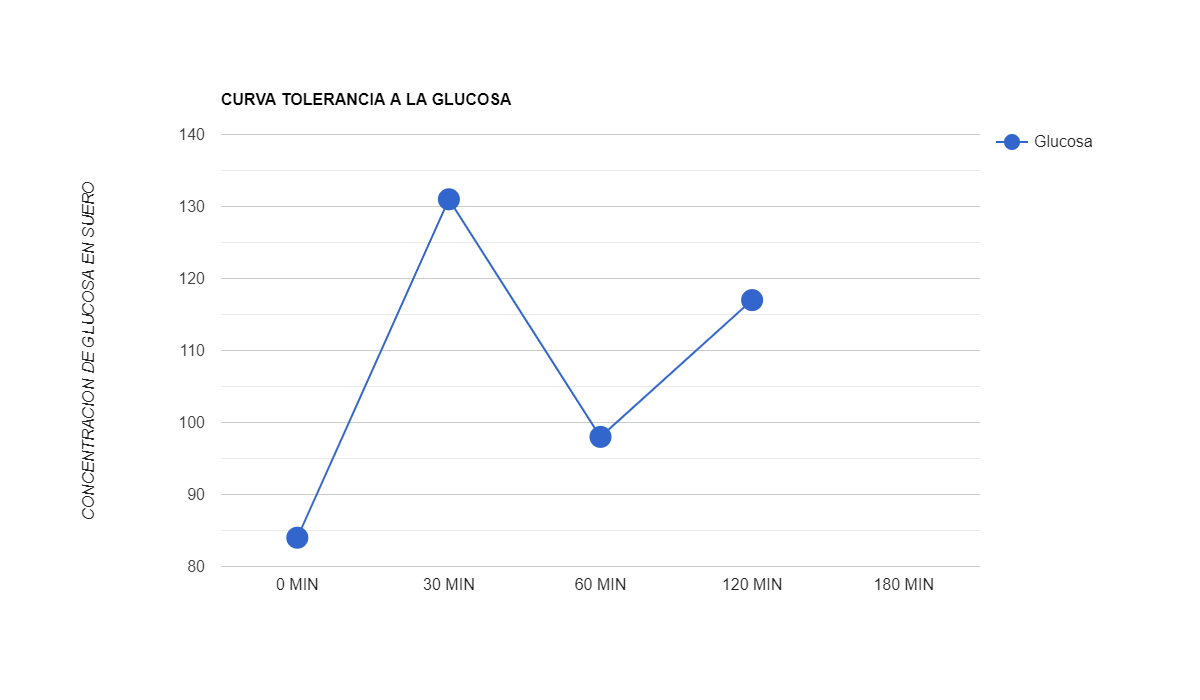 CURVA TOLERANCIA A LA GLUCOSA
Glucosa
CONCENTRACION DE GLUCOSA EN SUERO
140
130
120
110
100
90
80
0 MIN 30 MIN 60 MIN 120 MIN 180 MIN